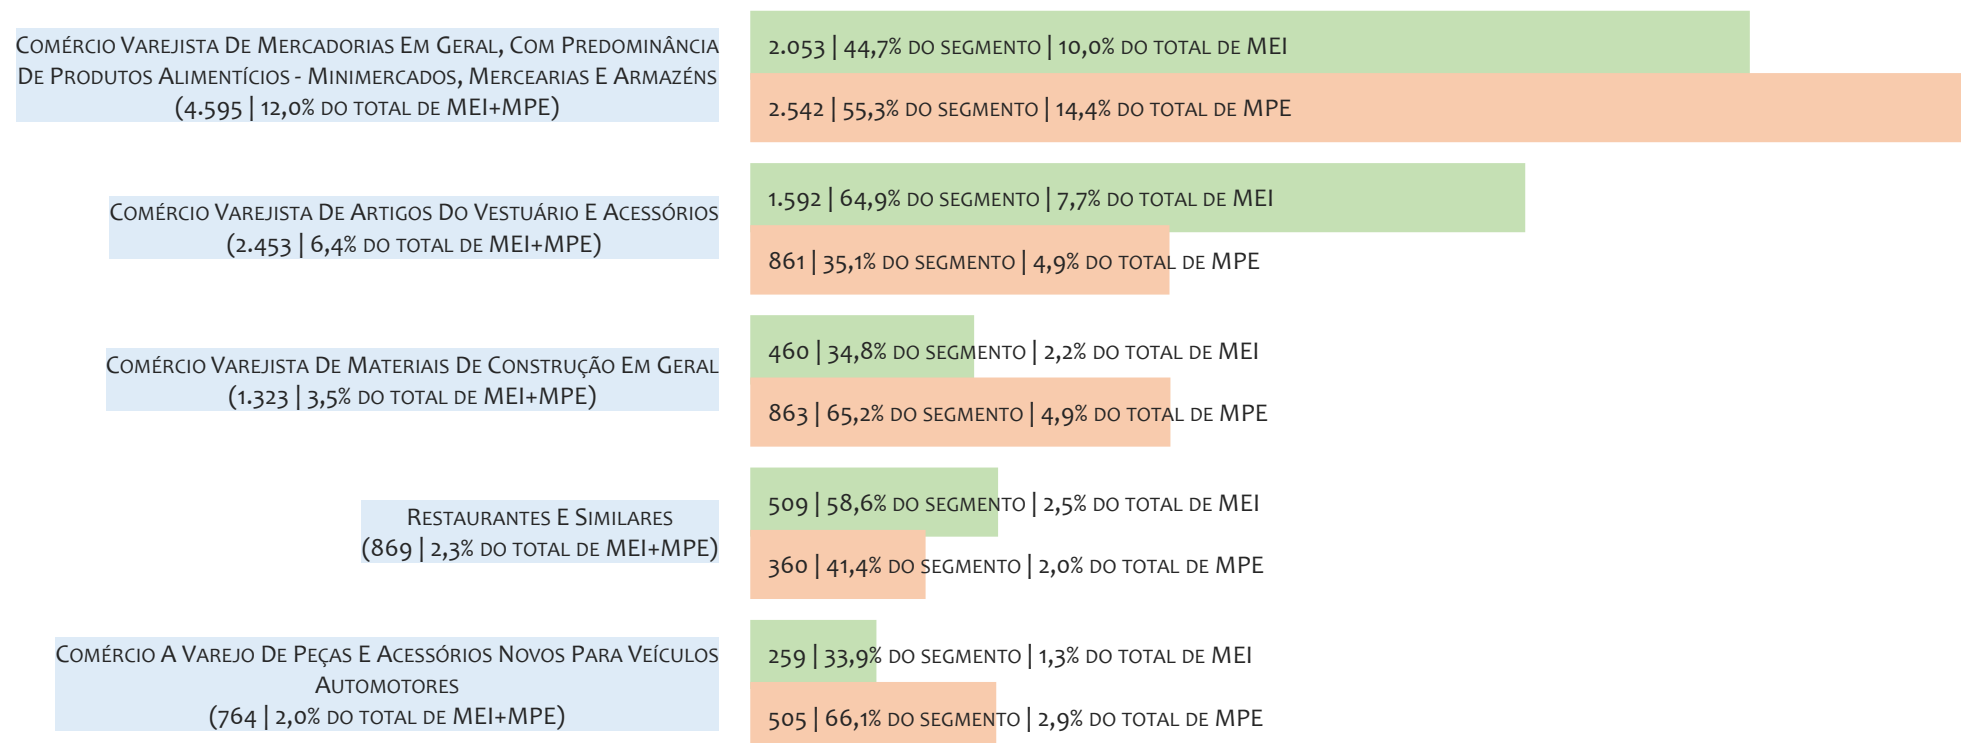 Comércio Varejista De Mercadorias Em Geral, Com Predominância
De Produtos Alimentícios - Minimercados, Mercearias E Armazéns
(4.595 | 12,0% do total de MEI+MPE)
2.053 | 44,7% do segmento | 10,0% do total de MEI
2.542 | 55,3% do segmento | 14,4% do total de MPE
Comércio Varejista De Artigos Do Vestuário E Acessórios
(2.453 | 6,4% do total de MEI+MPE)
1.592 | 64,9% do segmento | 7,7% do total de MEI
861 | 35,1% do segmento | 4,9% do total de MPE
Comércio Varejista De Materiais De Construção Em Geral
(1.323 | 3,5% do total de MEI+MPE)
460 | 34,8% do segmento | 2,2% do total de MEI
863 | 65,2% do segmento | 4,9% do total de MPE
Restaurantes E Similares
(869 | 2,3% do total de MEI+MPE)
509 | 58,6% do segmento | 2,5% do total de MEI
360 | 41,4% do segmento | 2,0% do total de MPE
Comércio A Varejo De Peças E Acessórios Novos Para Veículos
Automotores
(764 | 2,0% do total de MEI+MPE)
259 | 33,9% do segmento | 1,3% do total de MEI
505 | 66,1% do segmento | 2,9% do total de MPE